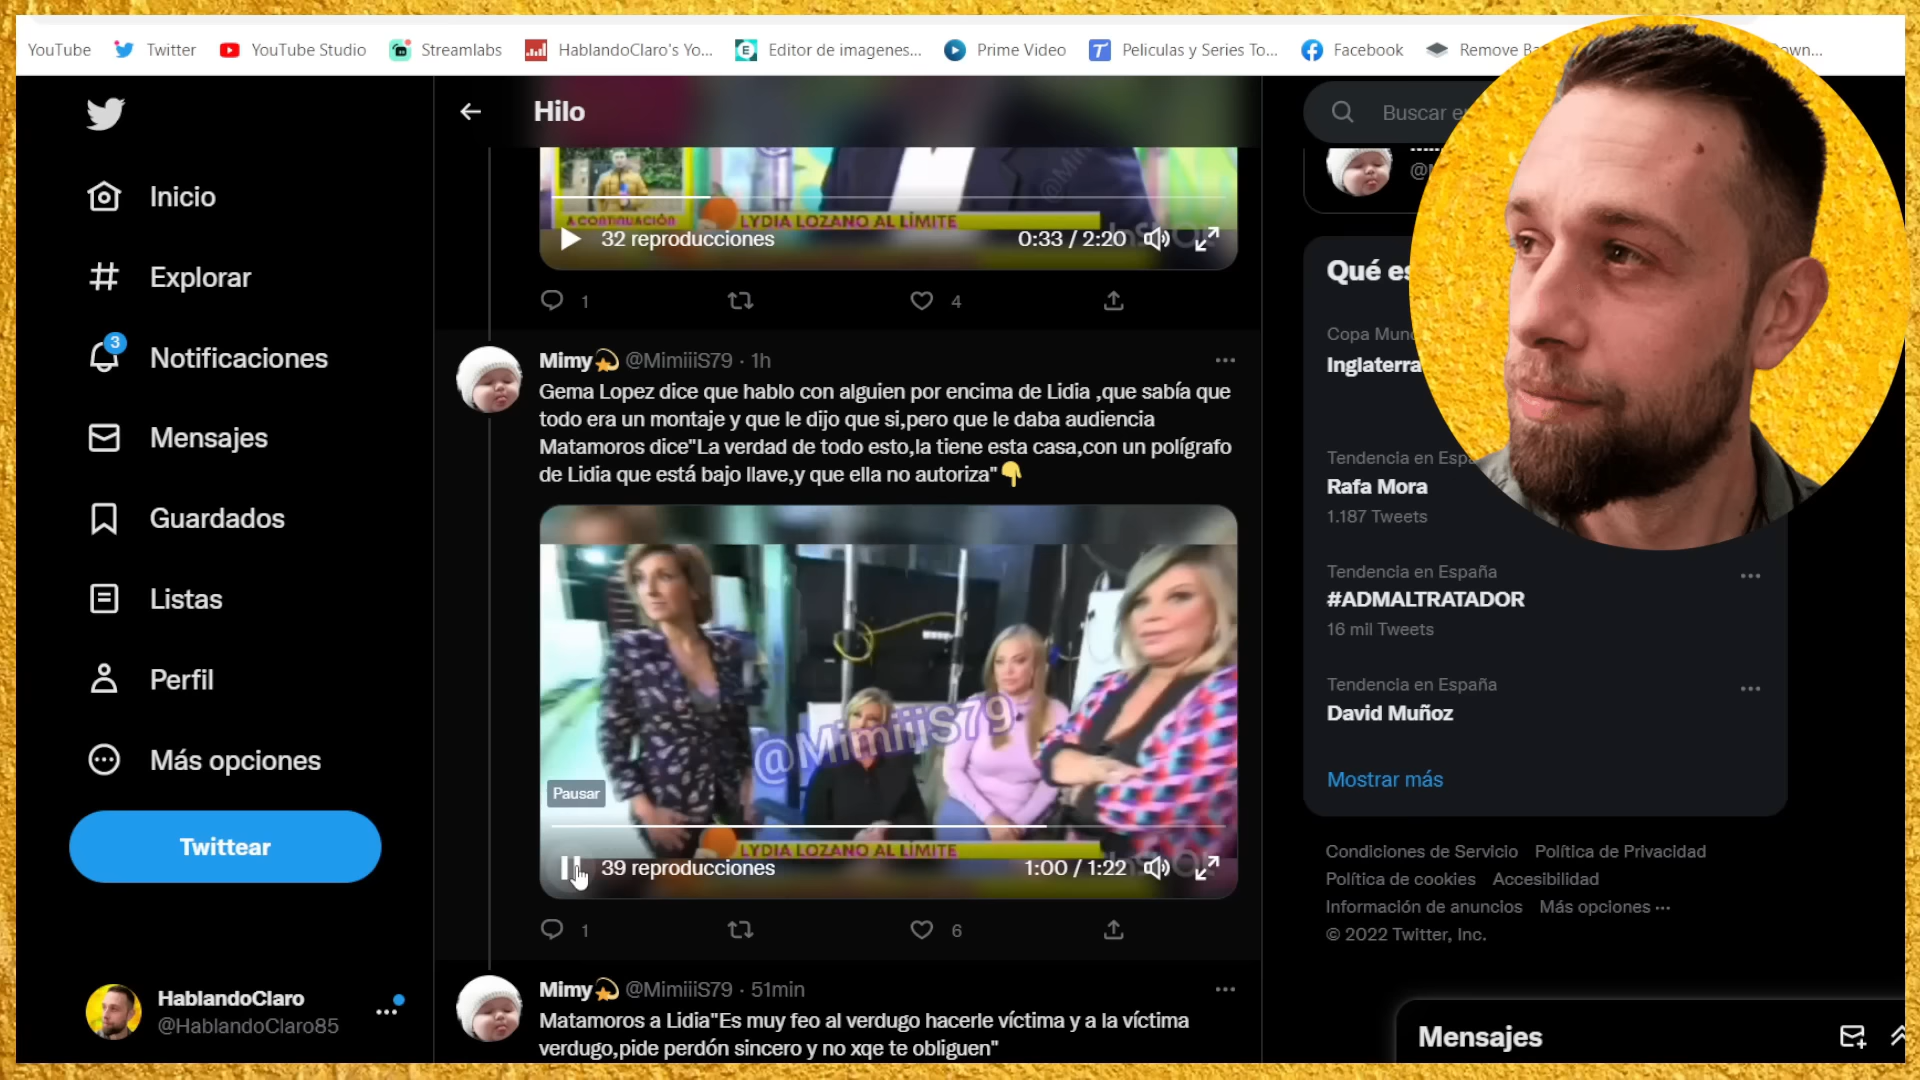 YouTube
Twitter
YouTube Studio
Streamlabs
HablandoClaro's Yo...
Editor de imagenes...
Prime Video
Peliculas y Series To...
Facebook
Remove Ba
own...
Inicio
Explorar
3
Notificaciones
Mensajes
Guardados
Listas
Perfil
Más opciones
Twittear
HablandoClaro
@HablandoClaro85
Hilo
A CONTINUACIÓN
LYDIA LOZANO AL LÍMITE
32 reproducciones
0:33 / 2:20
1
4
Mimy @MimiiiS79 · 1h
Gema Lopez dice que hablo con alguien por encima de Lidia ,que sabía que
todo era un montaje y que le dijo que si,pero que le daba audiencia
Matamoros dice"La verdad de todo esto,la tiene esta casa,con un polígrafo
de Lidia que está bajo llave,y que ella no autoriza"
@MimiiiS79
Pausar
LYDIA LOZANO AL LÍMITE
39 reproducciones
1:00 / 1:22
1
6
Mimy @MimiiiS79 · 51min
Matamoros a Lidia"Es muy feo al verdugo hacerle víctima y a la víctima
verdugo,pide perdón sincero y no xqe te obliguen"
Buscar e
Qué es
Copa Mun
Inglaterra
Tendencia en Espa
Rafa Mora
1.187 Tweets
Tendencia en España
#ADMALTRATADOR
16 mil Tweets
Tendencia en España
David Muñoz
Mostrar más
Condiciones de Servicio Política de Privacidad
Política de cookies Accesibilidad
Información de anuncios Más opciones ···
© 2022 Twitter, Inc.
Mensajes